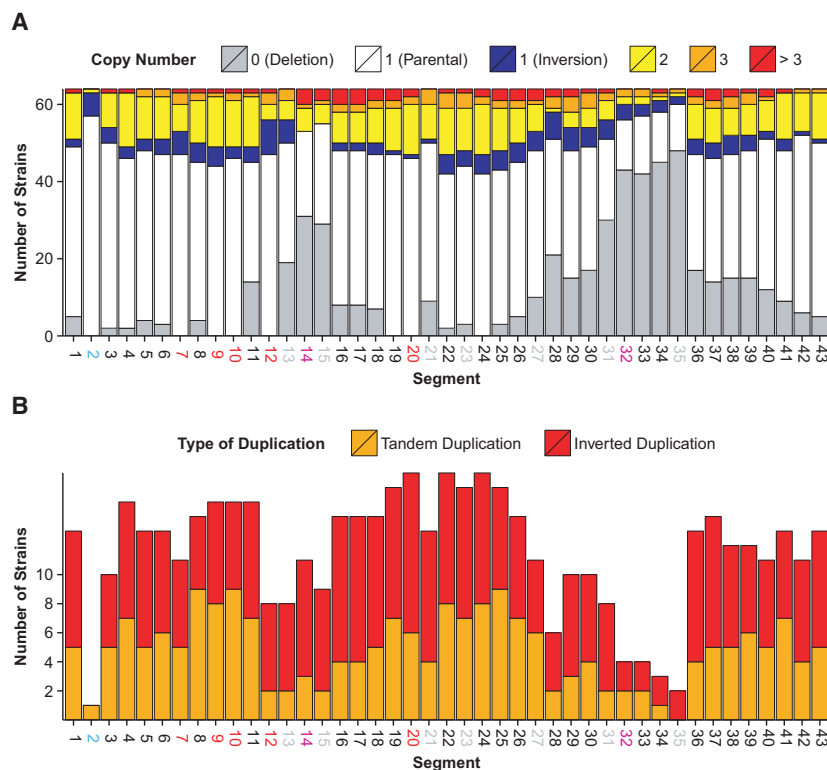 A
Copy Number 0 (Deletion) 1 (Parental) 1 (Inversion) 2 3 > 3
Number of Strains
60
40
20
0
1 2 3 4 5 6 7 8 9 10 11 12 13 14 15 16 17 18 19 20 21 22 23 24 25 26 27 28 29 30 31 32 33 34 35 36 37 38 39 40 41 42 43
Segment
B
Type of Duplication Tandem Duplication Inverted Duplication
Number of Strains
10
8
6
4
2
1 2 3 4 5 6 7 8 9 10 11 12 13 14 15 16 17 18 19 20 21 22 23 24 25 26 27 28 29 30 31 32 33 34 35 36 37 38 39 40 41 42 43
Segment